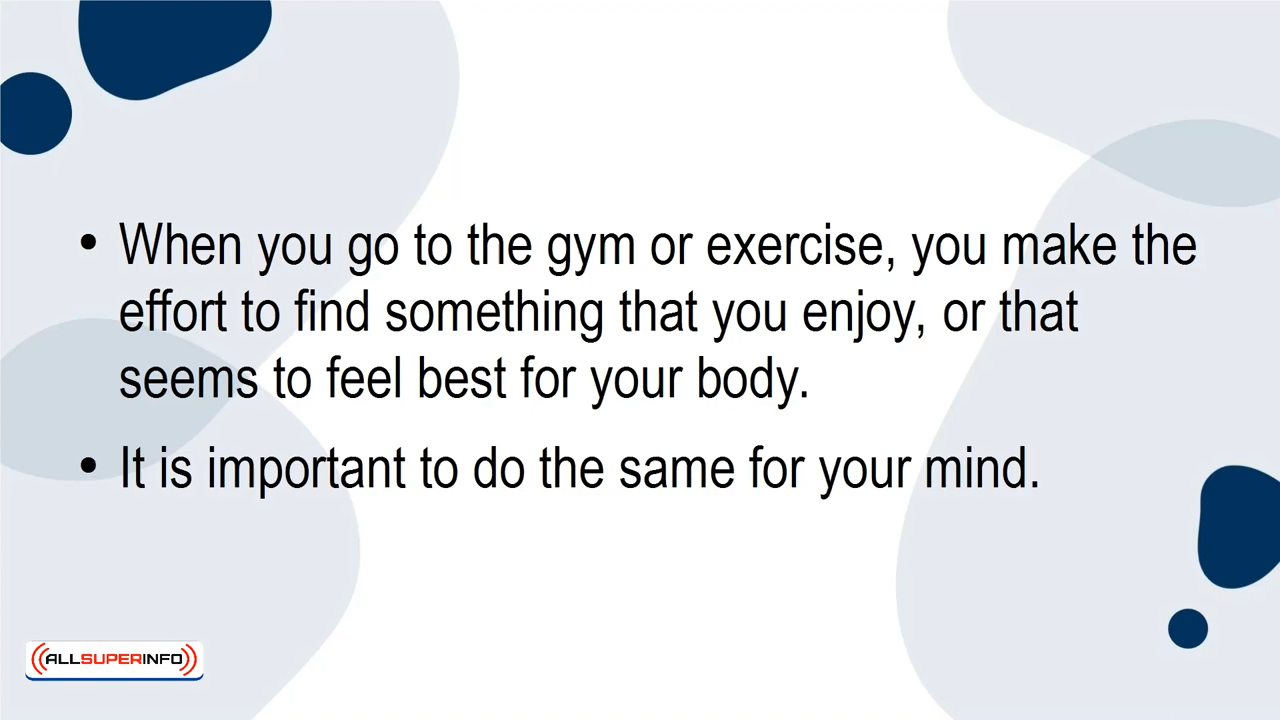 • When you go to the gym or exercise, you make the
effort to find something that you enjoy, or that
seems to feel best for your body.
• It is important to do the same for your mind.
ALLSUPERINFO